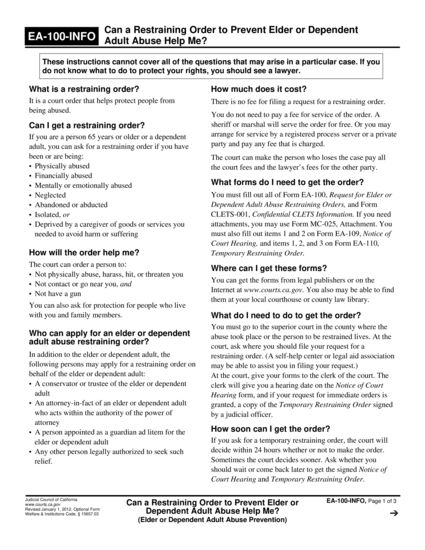 EA-100-INFO
Can a Restraining Order to Prevent Elder or Dependent
Adult Abuse Help Me?
These instructions cannot cover all of the questions that may arise in a particular case. If you
do not know what to do to protect your rights, you should see a lawyer.
What is a restraining order?
It is a court order that helps protect people from
being abused.
Can I get a restraining order?
If you are a person 65 years or older or a dependent
adult, you can ask for a restraining order if you have
been or are being:
• Physically abused
• Financially abused
• Mentally or emotionally abused
• Neglected
• Abandoned or abducted
• Isolated, or
• Deprived by a caregiver of goods or services you
needed to avoid harm or suffering
How will the order help me?
The court can order a person to:
• Not physically abuse, harass, hit, or threaten you
• Not contact or go near you, and
• Not have a gun
You can also ask for protection for people who live
with you and family members.
Who can apply for an elder or dependent
adult abuse restraining order?
In addition to the elder or dependent adult, the
following persons may apply for a restraining order on
behalf of the elder or dependent adult:
• A conservator or trustee of the elder or dependent
adult
• An attorney-in-fact of an elder or dependent adult
who acts within the authority of the power of
attorney
• A person appointed as a guardian ad litem for the
elder or dependent adult
• Any other person legally authorized to seek such
relief.
How much does it cost?
There is no fee for filing a request for a restraining order.
You do not need to pay a fee for service of the order. A
sheriff or marshal will serve the order for free. Or you may
arrange for service by a registered process server or a private
party and pay any fee that is charged.
The court can make the person who loses the case pay all
the court fees and the lawyer's fees for the other party.
What forms do I need to get the order?
You must fill out all of Form EA-100, Request for Elder or
Dependent Adult Abuse Restraining Orders, and Form
CLETS-001, Confidential CLETS Information. If you need
attachments, you may use Form MC-025, Attachment. You
must also fill out items 1 and 2 on Form EA-109, Notice of
Court Hearing, and items 1, 2, and 3 on Form EA-110,
Temporary Restraining Order.
Where can I get these forms?
You can get the forms from legal publishers or on the
Internet at www.courts.ca.gov. You also may be able to find
them at your local courthouse or county law library.
What do I need to do to get the order?
You must go to the superior court in the county where the
abuse took place or the person to be restrained lives. At the
court, ask where you should file your request for a
restraining order. (A self-help center or legal aid association
may be able to assist you in filing your request.)
At the court, give your forms to the clerk of the court. The
clerk will give you a hearing date on the Notice of Court
Hearing form, and if your request for immediate orders is
granted, a copy of the Temporary Restraining Order signed
by a judicial officer.
How soon can I get the order?
If you ask for a temporary restraining order, the court will
decide within 24 hours whether or not to make the order.
Sometimes the court decides sooner. Ask whether you
should wait or come back later to get the signed Notice of
Court Hearing and Temporary Restraining Order.
Judicial Council of California
www.courts.ca.gov
Revised January 1, 2012, Optional Form
Welfare & Institutions Code, § 15657.03
Can a Restraining Order to Prevent Elder or
Dependent Adult Abuse Help Me?
(Elder or Dependent Adult Abuse Prevention)
EA-100-INFO, Page 1 of 3
➔